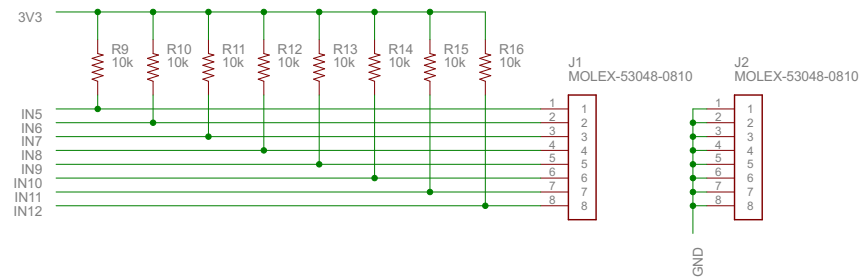 3V3
R9 R10 R11 R12 R13 R14 R15 R16
10k 10k 10k 10k 10k 10k 10k 10k
J1 J2
MOLEX-53048-0810 MOLEX-53048-0810
IN5 1 1 1 1
IN6 2 2 2 2
IN7 3 3 3 3
IN8 4 4 4 4
IN9 5 5 5 5
IN10 6 6 6 6
IN11 7 7 7 7
IN12 8 8 8 8
GND